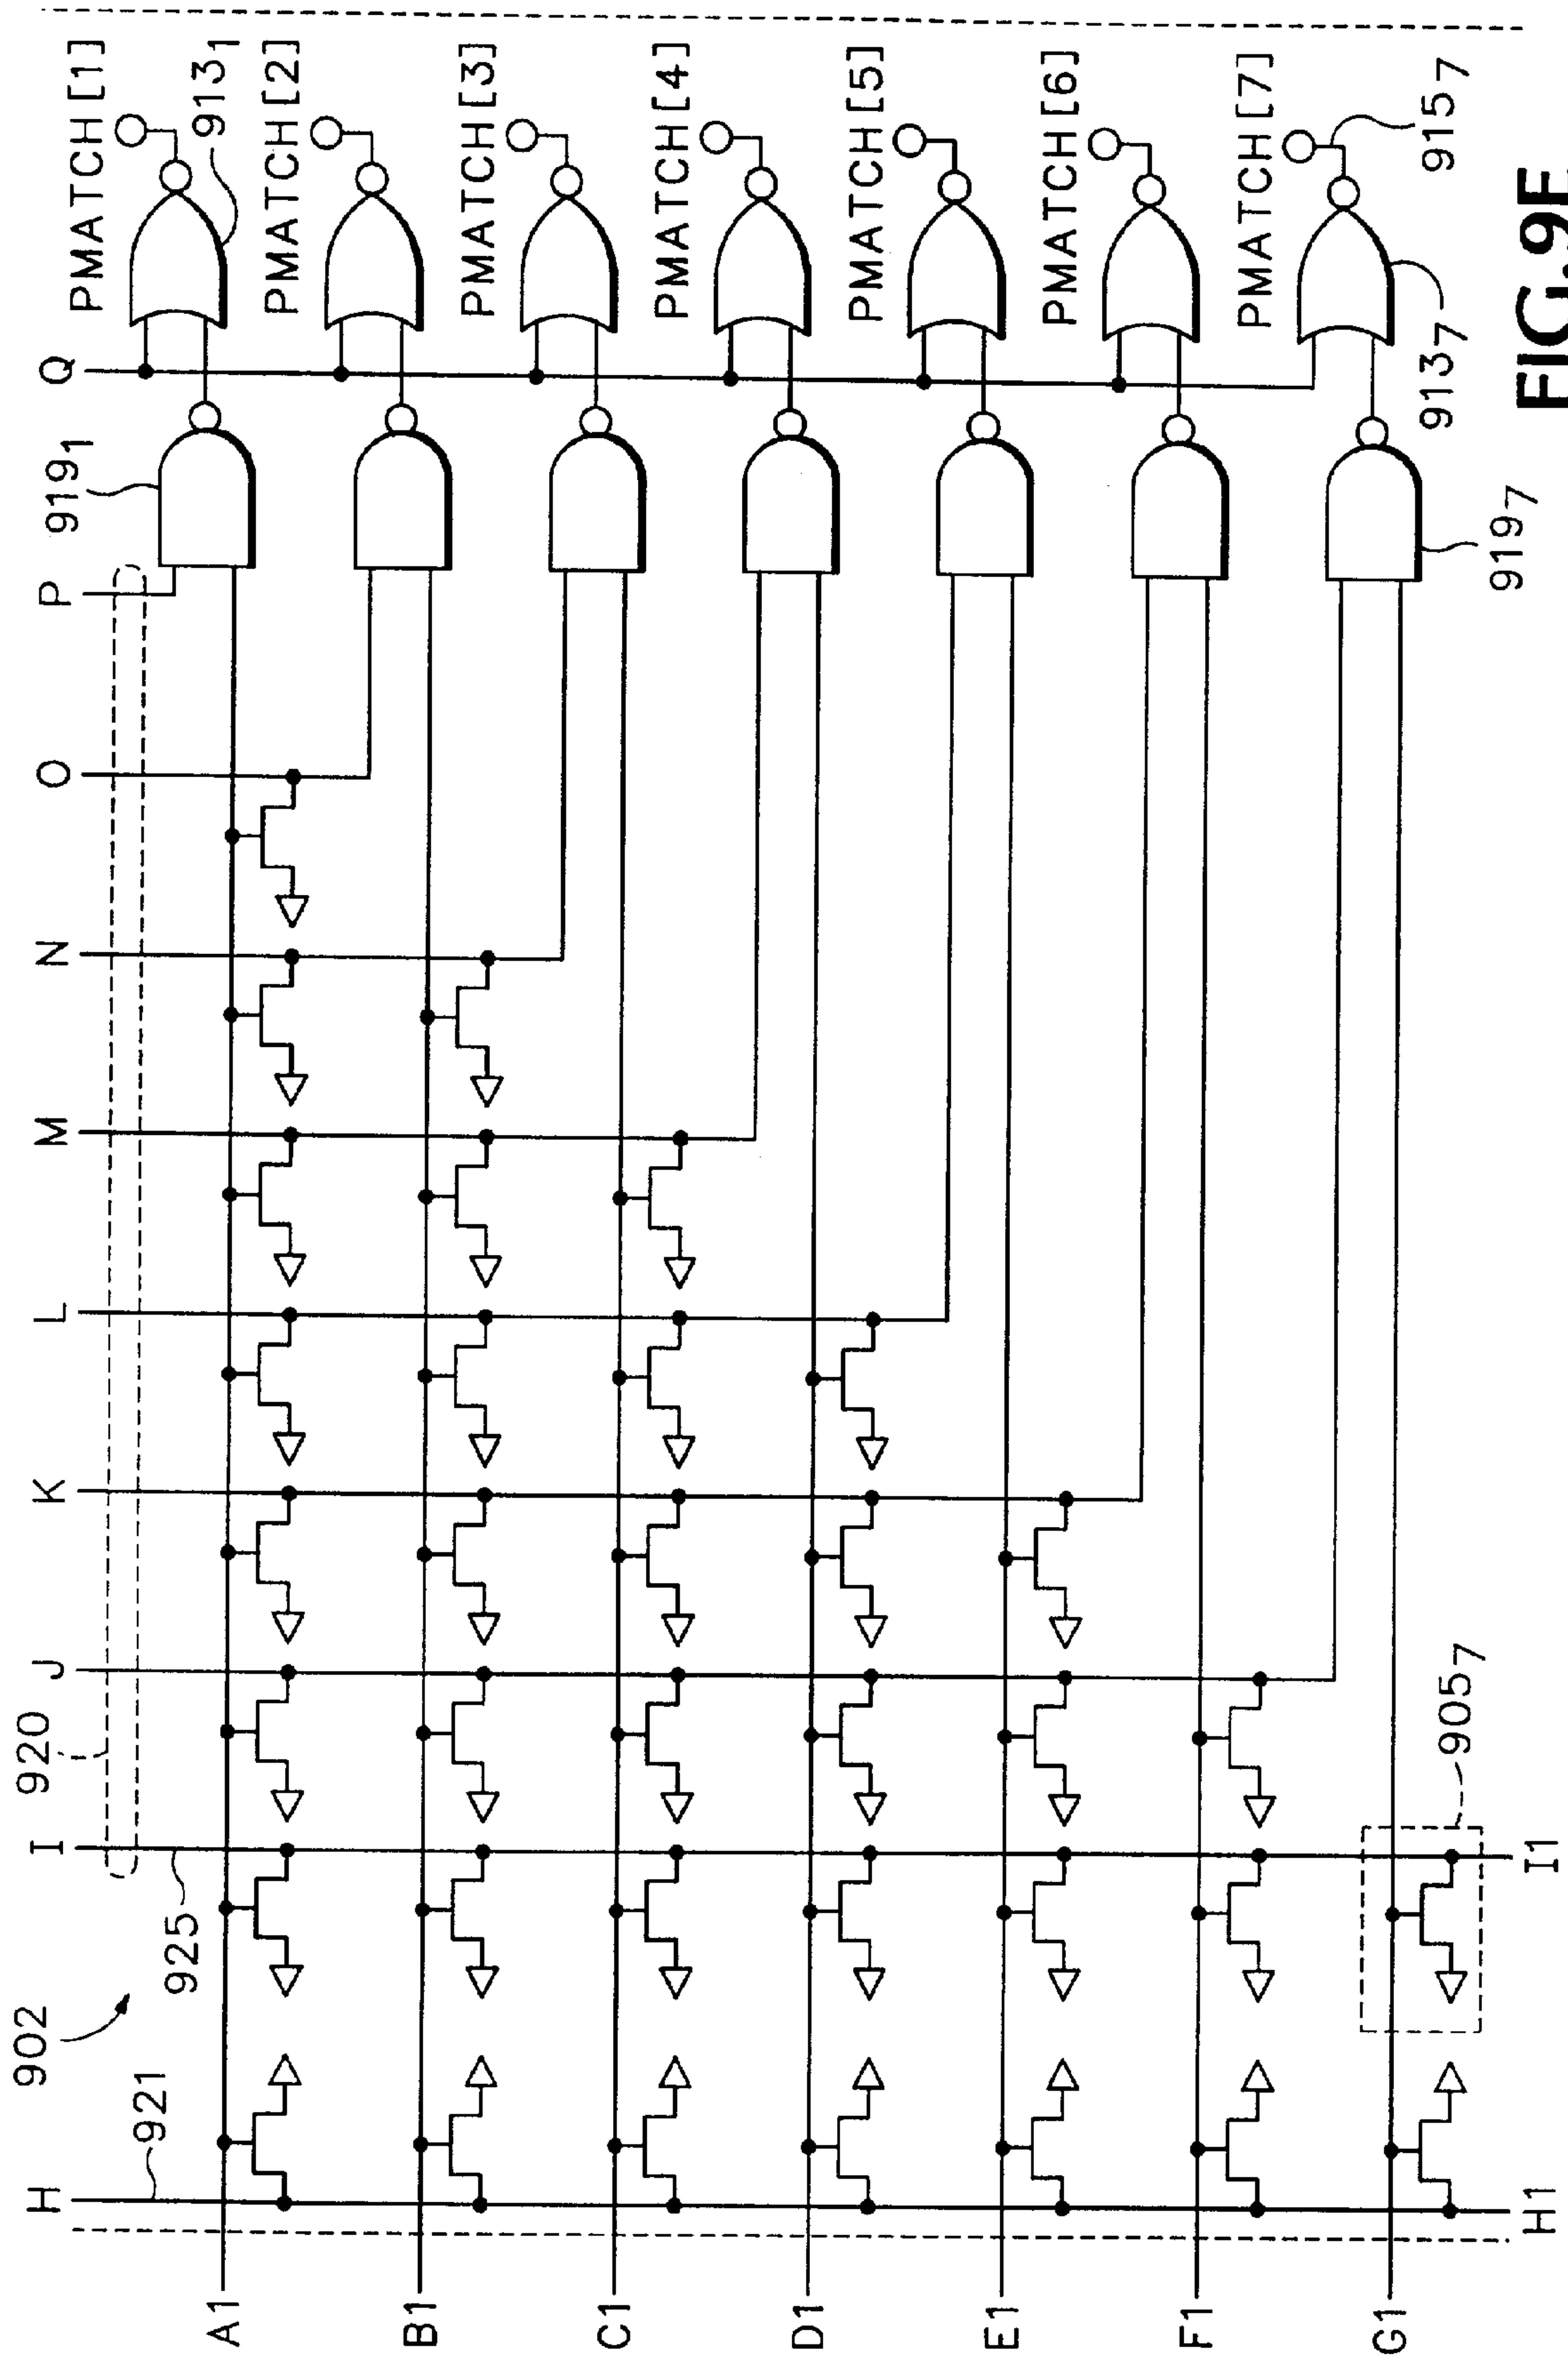 H
902
I
920
J
K
L
M
N
O
P
919₁
Q
PMATCH[1]
921
925
913₁
A1
PMATCH[2]
B1
PMATCH[3]
C1
PMATCH[4]
D1
PMATCH[5]
E1
PMATCH[6]
F1
PMATCH[7]
G1
905₇
919₇
913₇
915₇
H1
I1
FIG.9